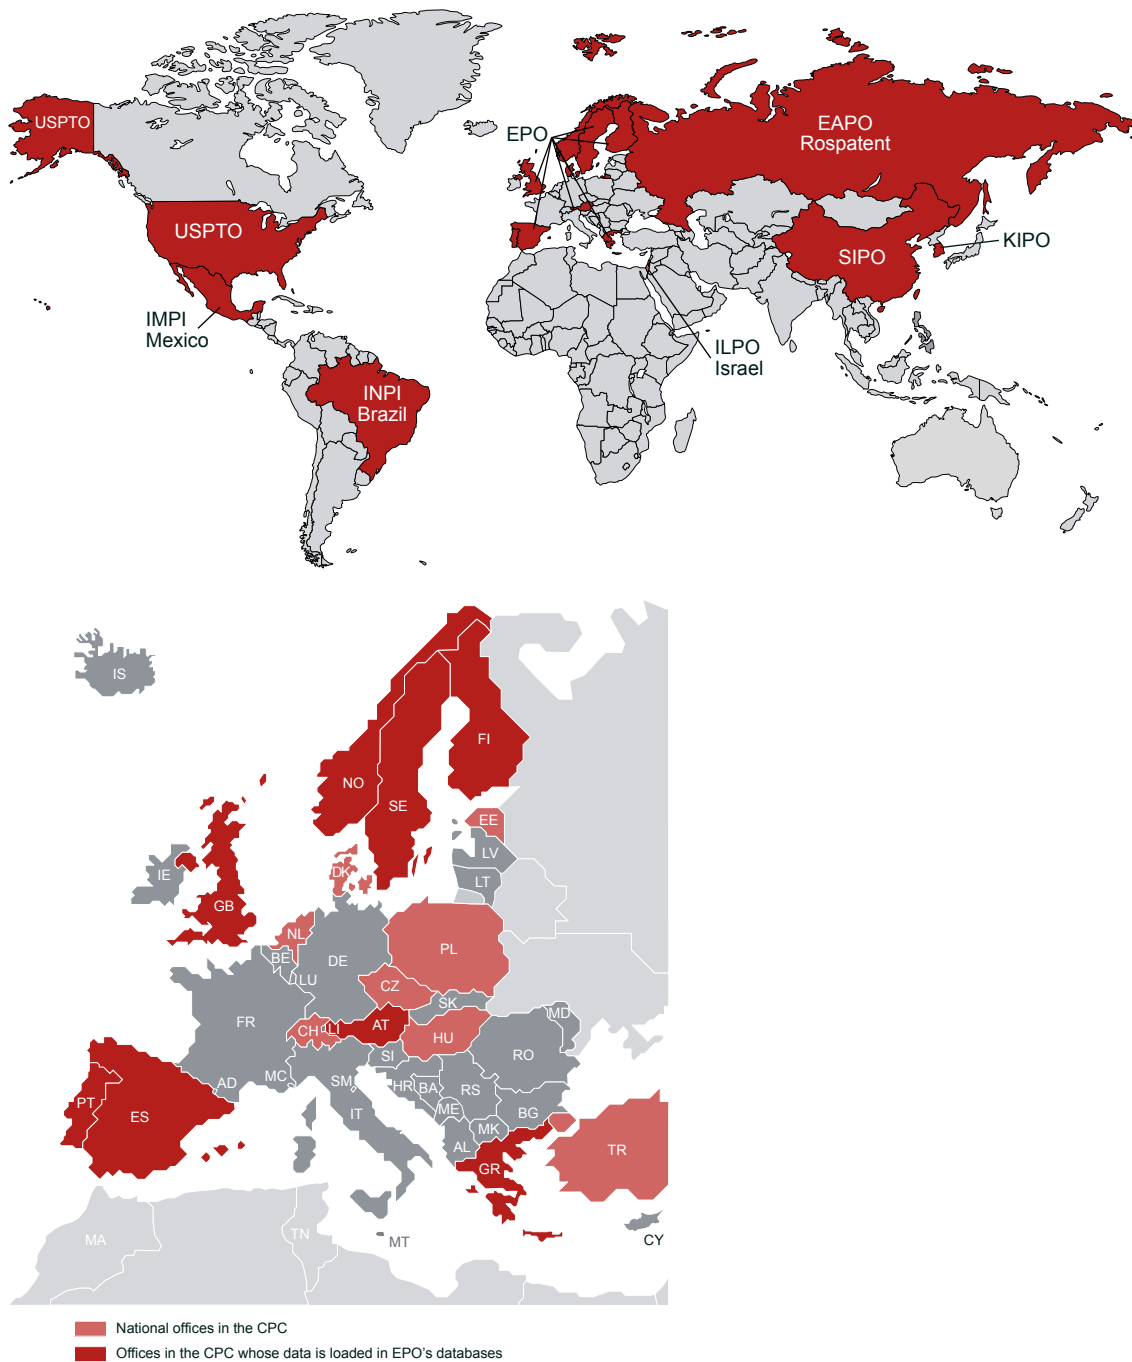 USPTO
EPO
EAPO
Rospatent
USPTO
KIPO
SIPO
IMPI
Mexico
ILPO
Israel
INPI
Brazil
IS
FI
NO
SE
EE
LV
DK
IE
LT
GB
NL
PL
BE
DE
LU
CZ
SK
MD
FR
CH
LI
AT
HU
SI
RO
AD
MC
SM
HR
BA
RS
PT
ES
IT
ME
BG
MK
AL
TR
GR
MA
TN
MT
CY
National offices in the CPC
Offices in the CPC whose data is loaded in EPO's databases